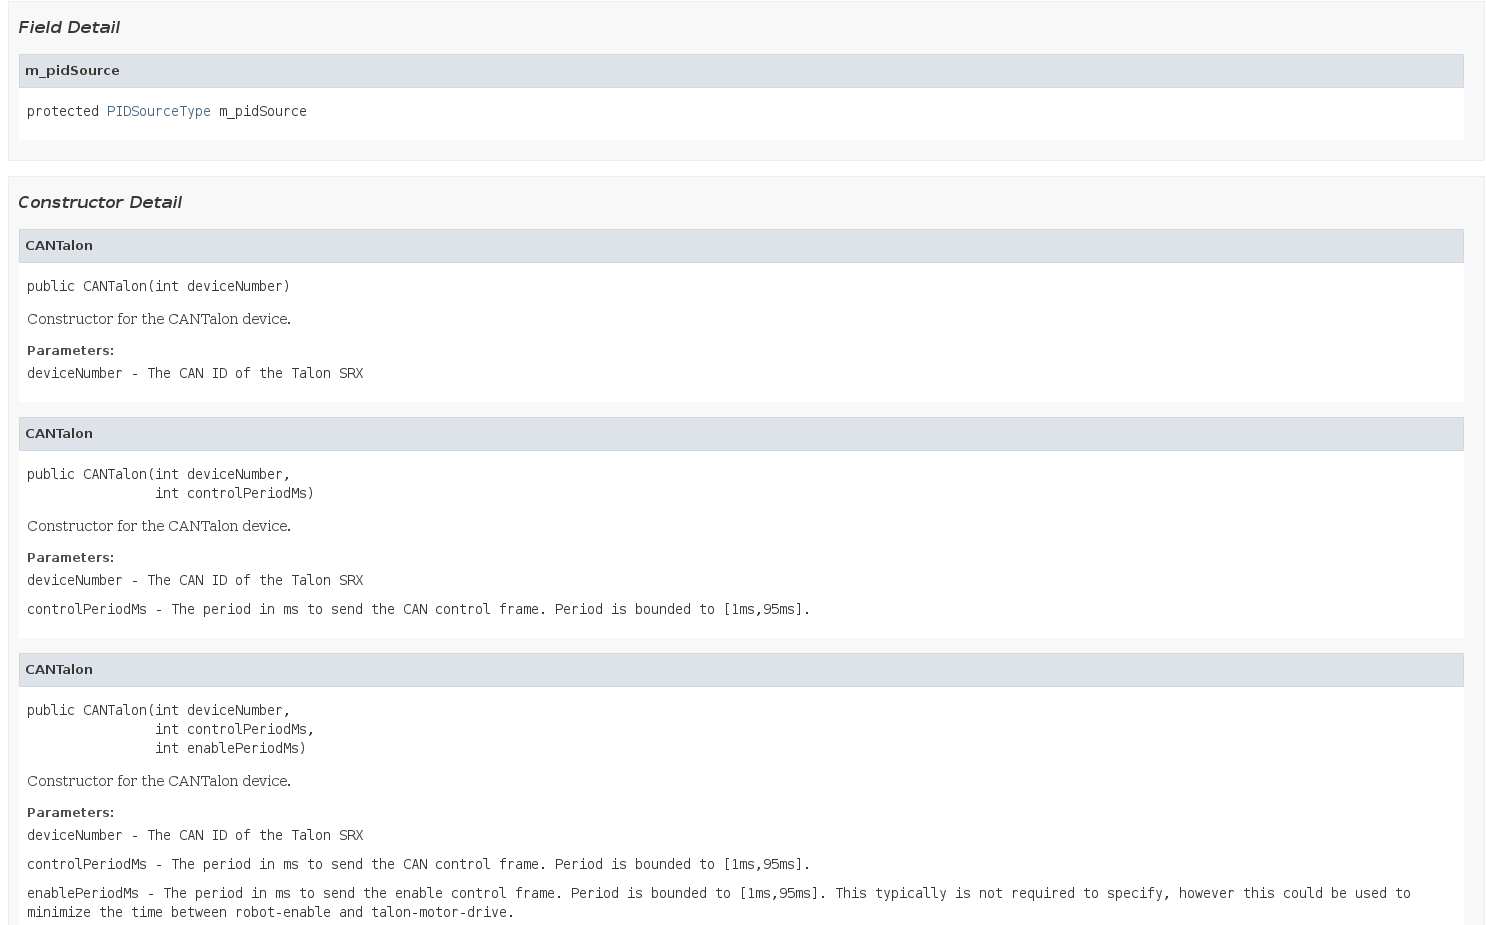 Field Detail
m_pidSource
protected PIDSourceType m_pidSource
Constructor Detail
CANTalon
public CANTalon(int deviceNumber)
Constructor for the CANTalon device.
Parameters:
deviceNumber - The CAN ID of the Talon SRX
CANTalon
public CANTalon(int deviceNumber,
int controlPeriodMs)
Constructor for the CANTalon device.
Parameters:
deviceNumber - The CAN ID of the Talon SRX
controlPeriodMs - The period in ms to send the CAN control frame. Period is bounded to [1ms,95ms].
CANTalon
public CANTalon(int deviceNumber,
int controlPeriodMs,
int enablePeriodMs)
Constructor for the CANTalon device.
Parameters:
deviceNumber - The CAN ID of the Talon SRX
controlPeriodMs - The period in ms to send the CAN control frame. Period is bounded to [1ms,95ms].
enablePeriodMs - The period in ms to send the enable control frame. Period is bounded to [1ms,95ms]. This typically is not required to specify, however this could be used to
minimize the time between robot-enable and talon-motor-drive.